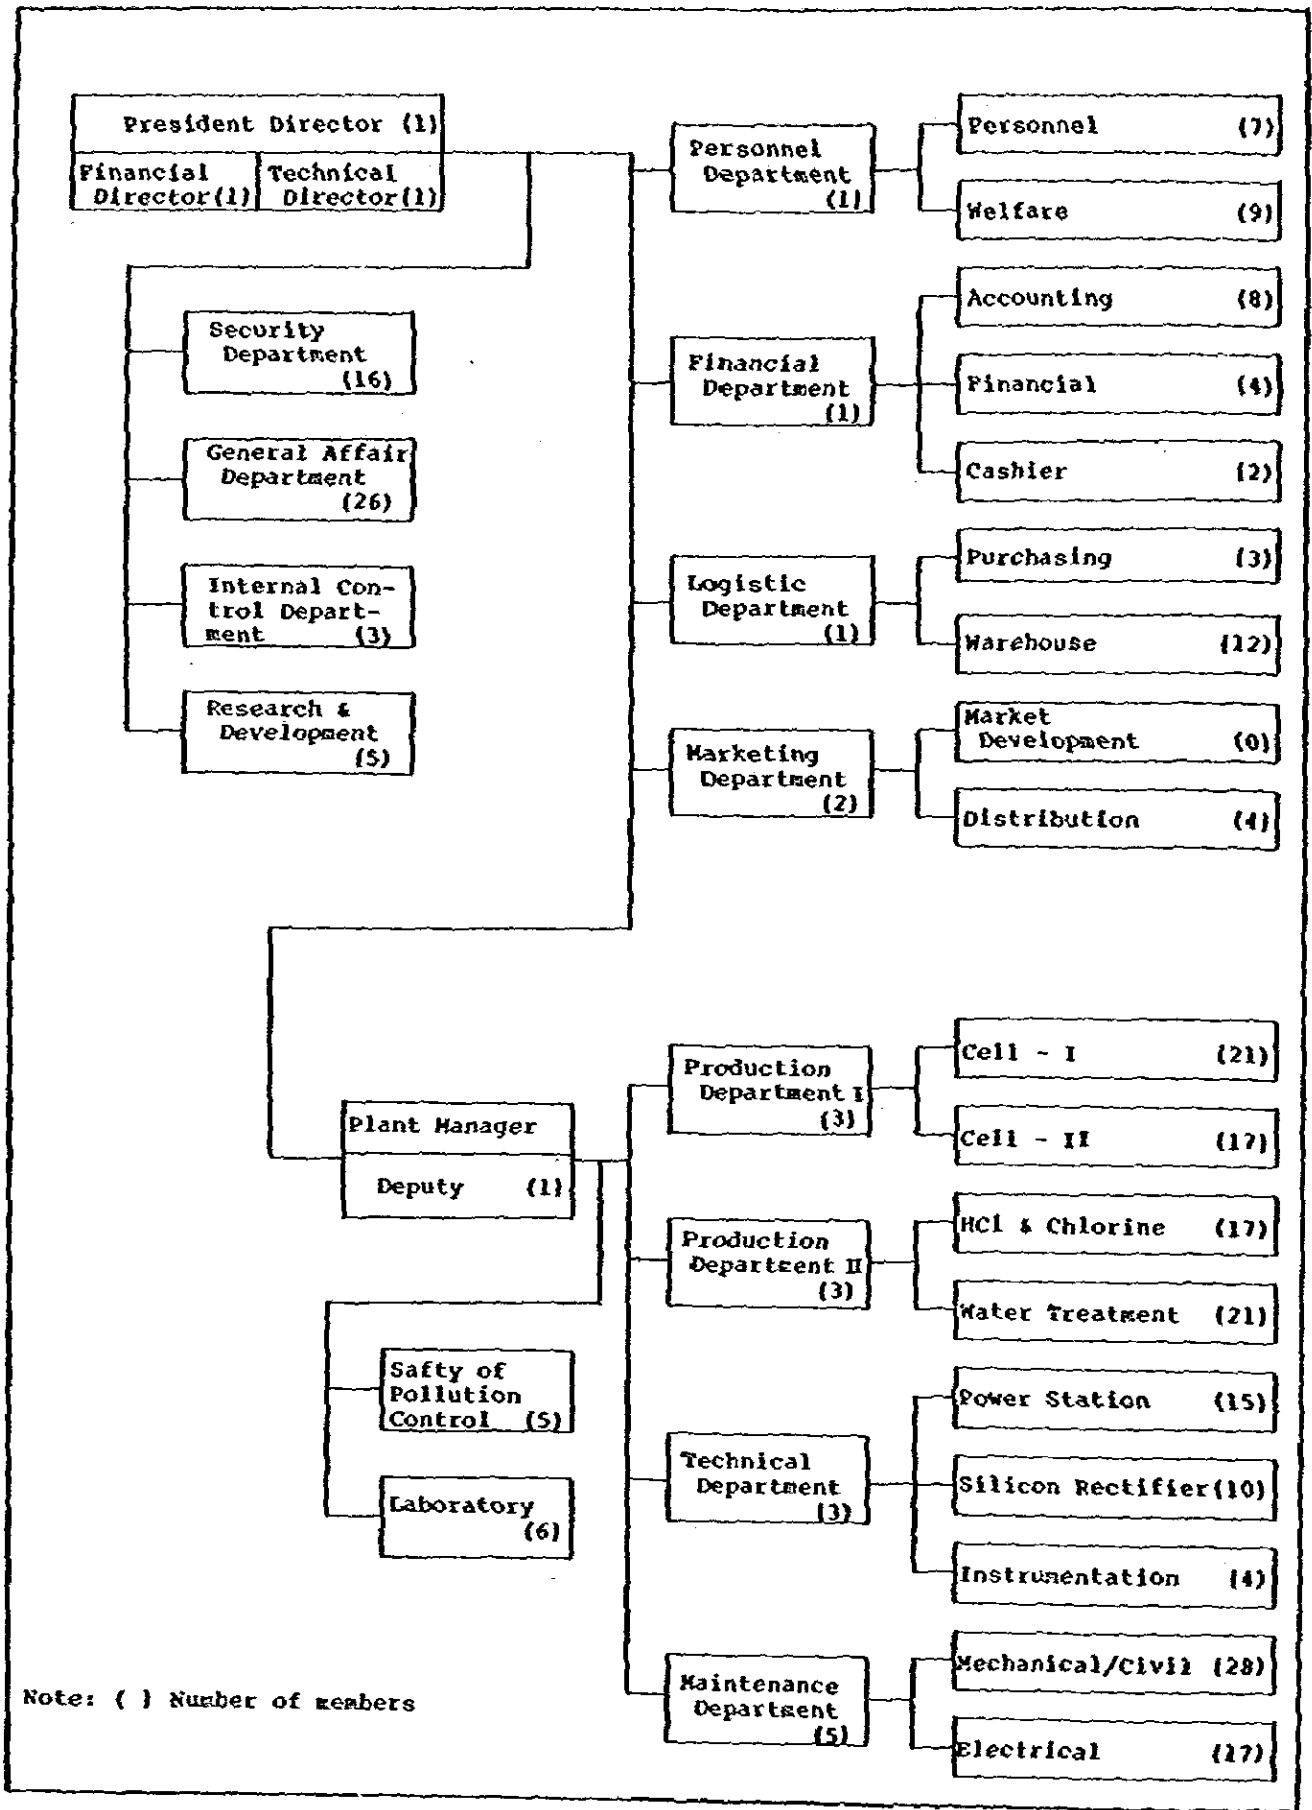 President Director (1)
Financial
Director(1)
Technical
Director(1)
Security
Department
(16)
General Affair
Department
(26)
Internal Con-
trol Depart-
ment (3)
Research &
Development
(5)
Personnel
Department
(1)
Personnel (7)
Welfare (9)
Financial
Department
(1)
Accounting (8)
Financial (4)
Cashier (2)
Logistic
Department
(1)
Purchasing (3)
Warehouse (12)
Marketing
Department
(2)
Market
Development (0)
Distribution (4)
Plant Manager
Deputy (1)
Safty of
Pollution
Control (5)
Laboratory
(6)
Production
Department I
(3)
Cell - I (21)
Cell - II (17)
Production
Department II
(3)
HCl & Chlorine (17)
Water Treatment (21)
Technical
Department
(3)
Power Station (15)
Silicon Rectifier(10)
Instrumentation (4)
Maintenance
Department
(5)
Mechanical/Civil (28)
Electrical (17)
Note: ( ) Number of members